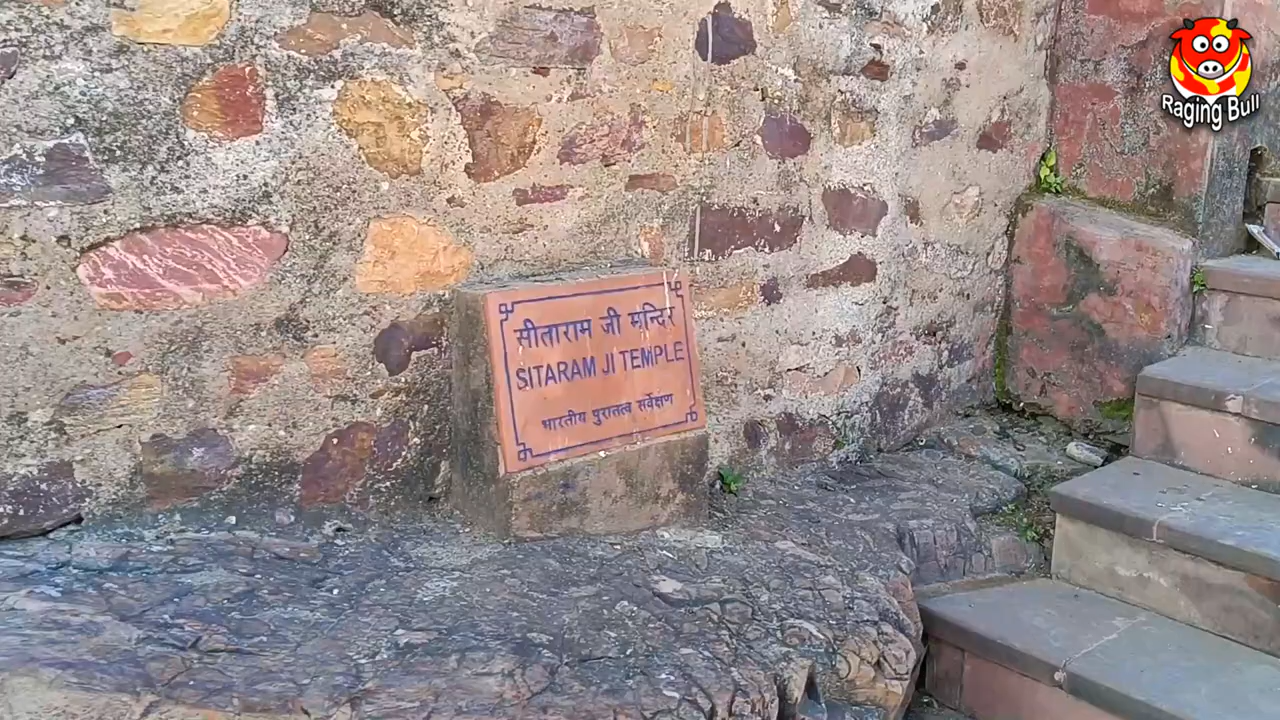 सीताराम जी मन्दिर
SITARAM JI TEMPLE
भारतीय पुरातत्व सर्वेक्षण
Raging Bull